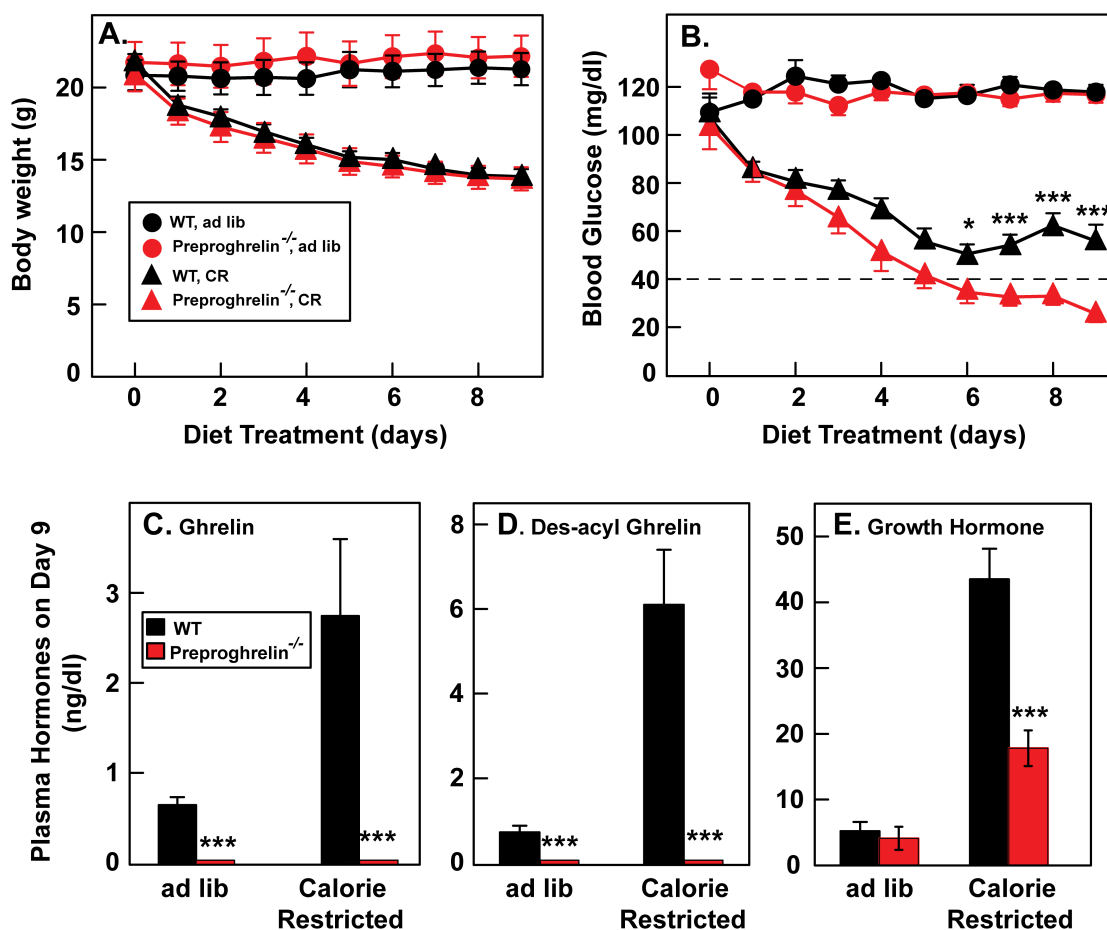 A.
Body weight (g)
20
15
10
5
0
WT, ad lib
Preproghrelin-/-, ad lib
WT, CR
Preproghrelin-/-, CR
0 2 4 6 8
Diet Treatment (days)
B.
Blood Glucose (mg/dl)
120
100
80
60
40
20
0
* *** *** ***
0 2 4 6 8
Diet Treatment (days)
Plasma Hormones on Day 9
(ng/dl)
C. Ghrelin
3
2
1
0
WT
Preproghrelin-/-
*** ***
ad lib Calorie
Restricted
D. Des-acyl Ghrelin
8
6
4
2
0
*** ***
ad lib Calorie
Restricted
E. Growth Hormone
50
40
30
20
10
0
***
ad lib Calorie
Restricted